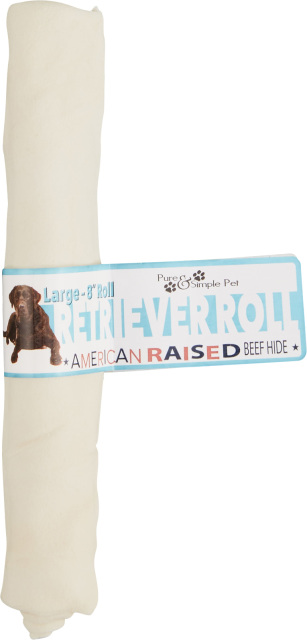 Pure & Simple Pet
Large-8" Roll
RETRIEVER ROLL
★ AMERICAN RAISED BEEF HIDE ★